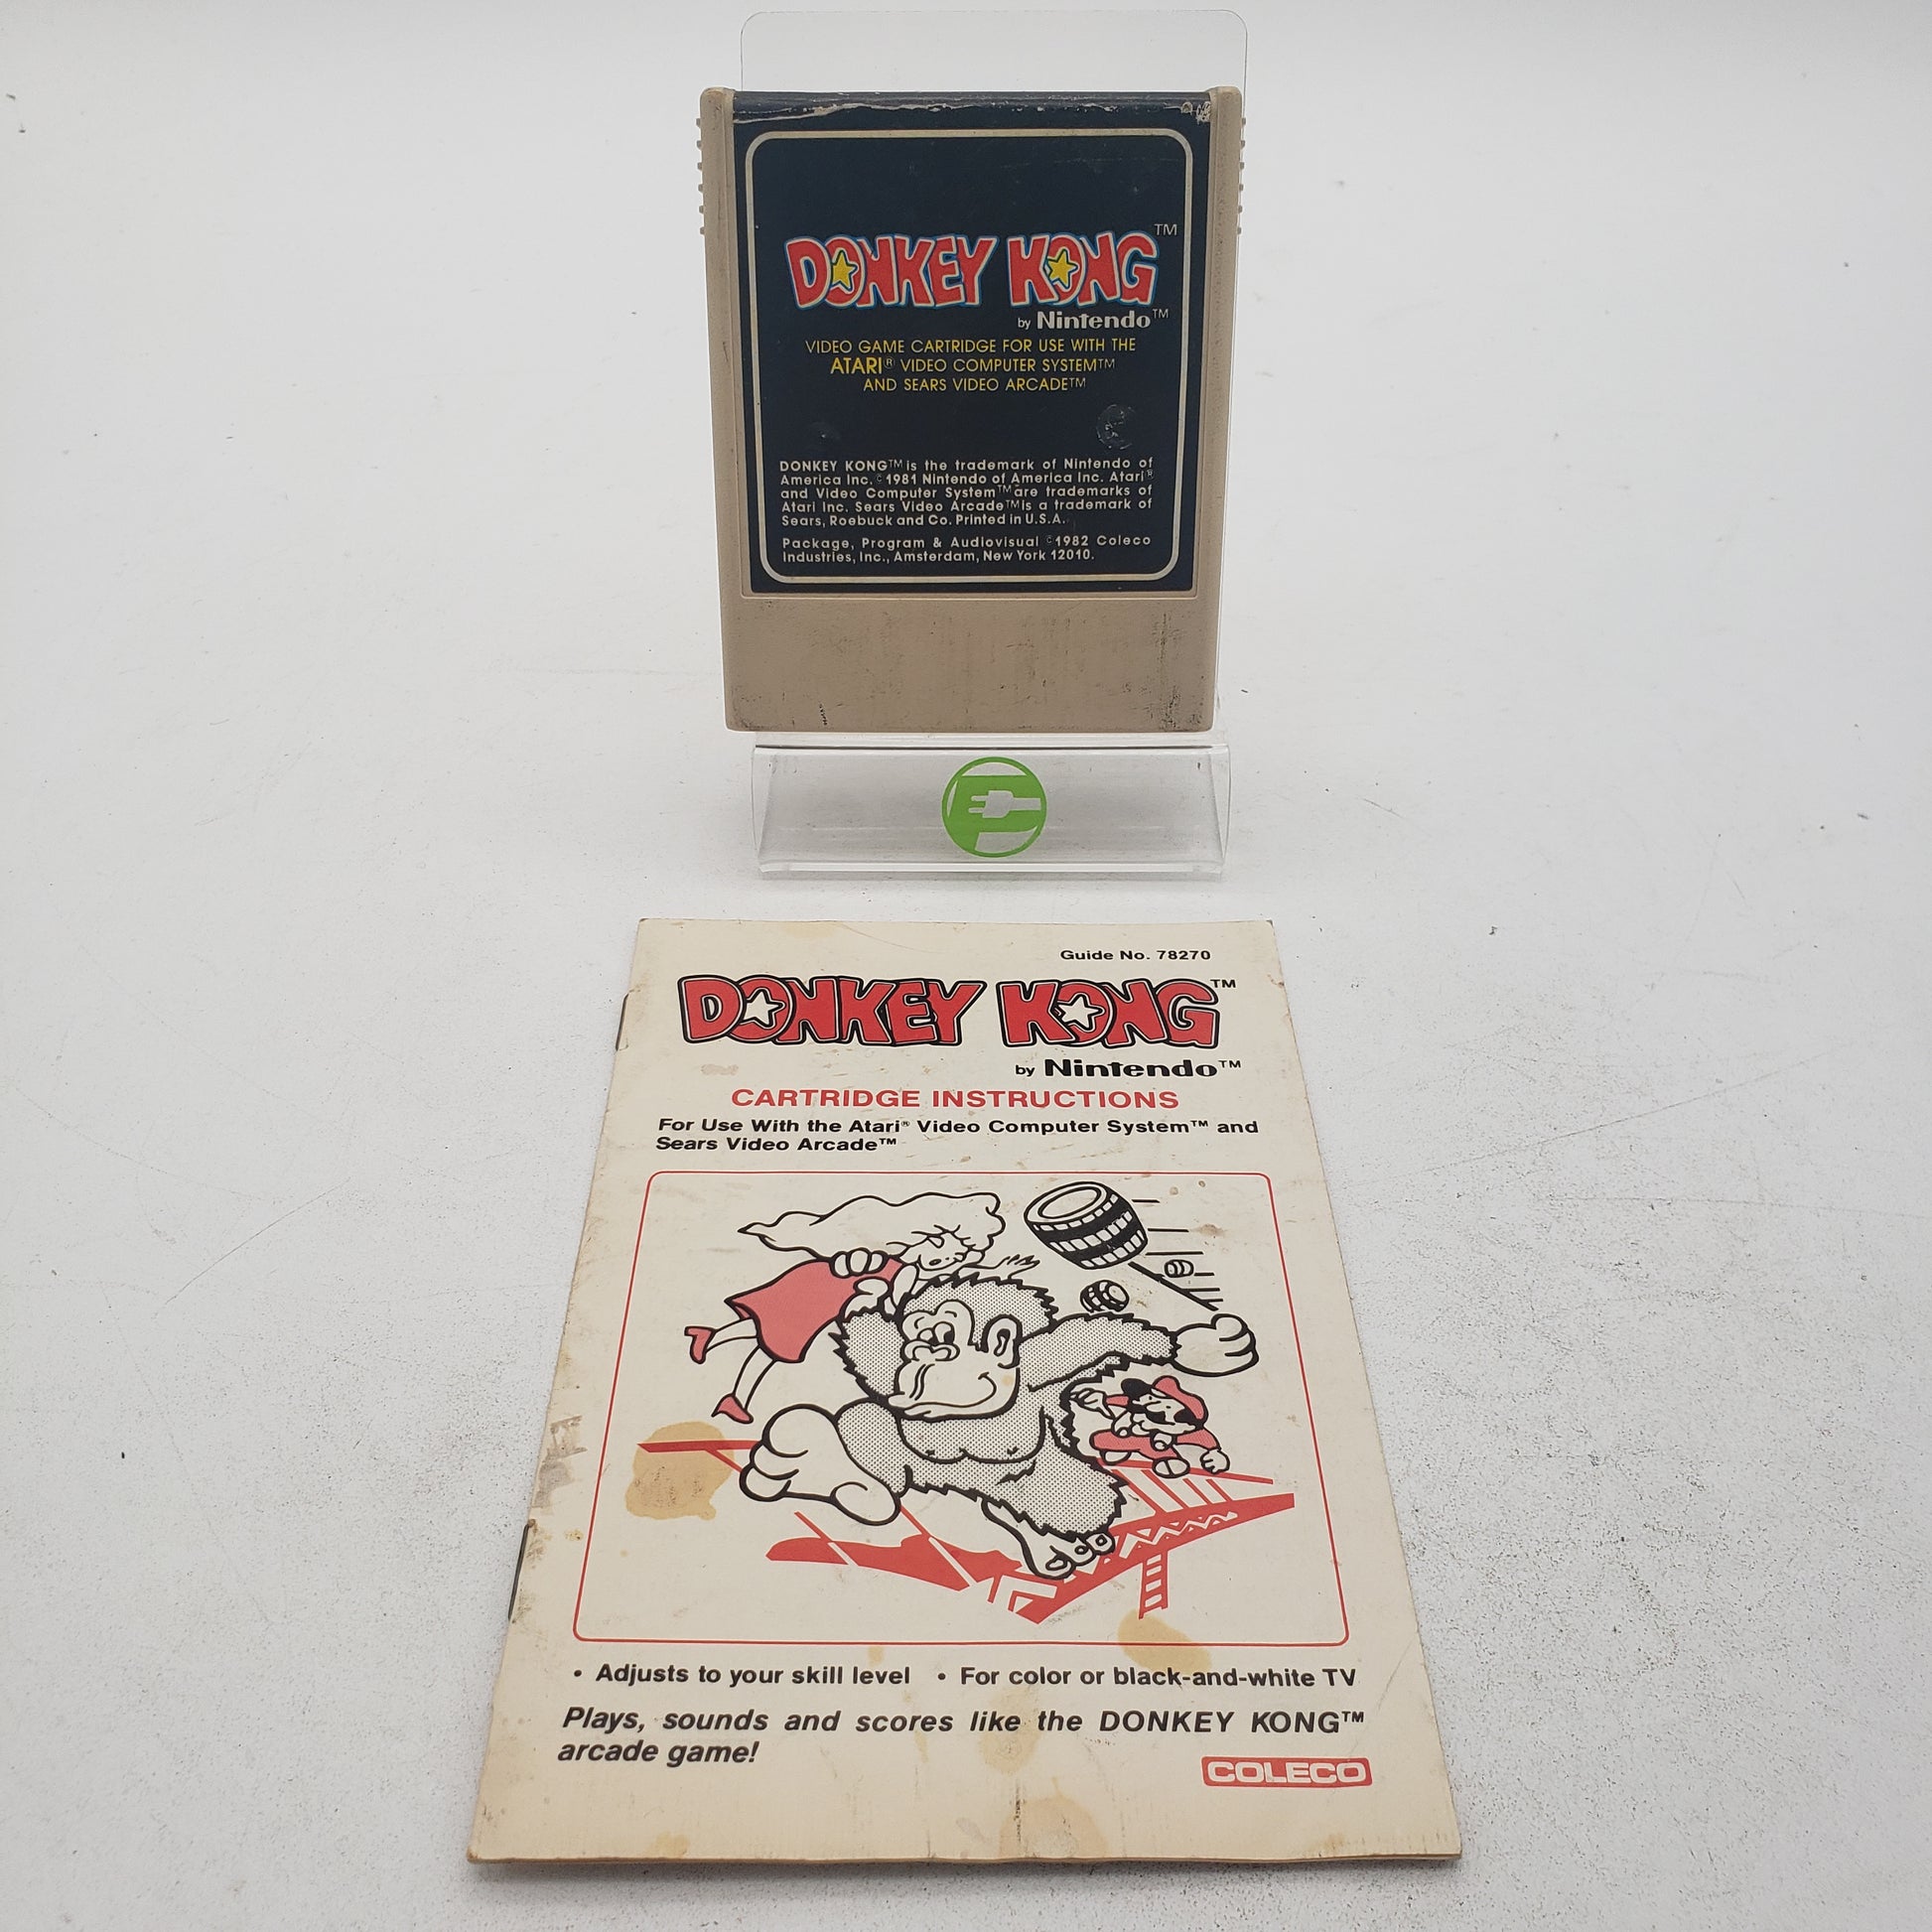 DONKEY KONG™
by Nintendo™
VIDEO GAME CARTRIDGE FOR USE WITH THE
ATARI® VIDEO COMPUTER SYSTEM™
AND SEARS VIDEO ARCADE™
DONKEY KONG™ is the trademark of Nintendo of
America Inc. ©1981 Nintendo of America Inc. Atari®
and Video Computer System™ are trademarks of
Atari Inc. Sears Video Arcade™ is a trademark of
Sears, Roebuck and Co. Printed in U.S.A.
Package, Program & Audiovisual ©1982 Coleco
Industries, Inc., Amsterdam, New York 12010.
Guide No. 78270
DONKEY KONG™
by Nintendo™
CARTRIDGE INSTRUCTIONS
For Use With the Atari® Video Computer System™ and
Sears Video Arcade™
• Adjusts to your skill level • For color or black-and-white TV
Plays, sounds and scores like the DONKEY KONG™
arcade game!
COLECO